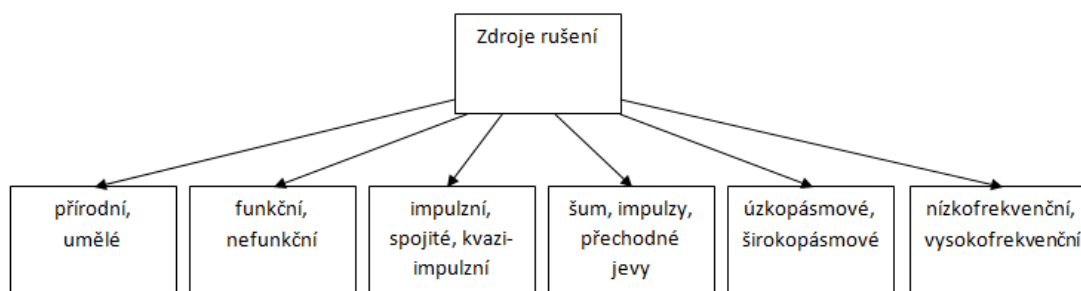 Zdroje rušení
přírodní,
umělé
funkční,
nefunkční
impulzní,
spojité, kvazi-
impulzní
šum, impulzy,
přechodné
jevy
úzkopásmové,
širokopásmové
nízkofrekvenční,
vysokofrekvenční